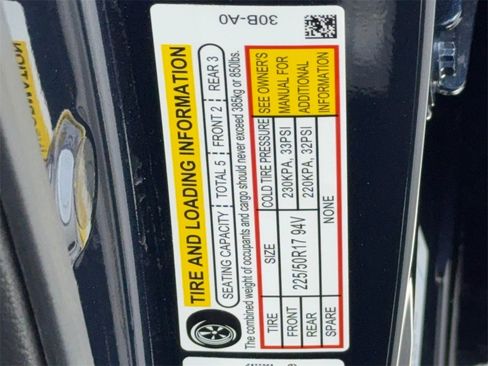 30B-A0
TIRE AND LOADING INFORMATION
SEATING CAPACITY TOTAL 5 FRONT 2 REAR 3
The combined weight of occupants and cargo should never exceed 385kg or 850lbs.
TIRE SIZE COLD TIRE PRESSURE
FRONT 225/50R17 94V 230KPA, 33PSI
REAR 220KPA, 32PSI
SPARE NONE
SEE OWNER'S
MANUAL FOR
ADDITIONAL
INFORMATION